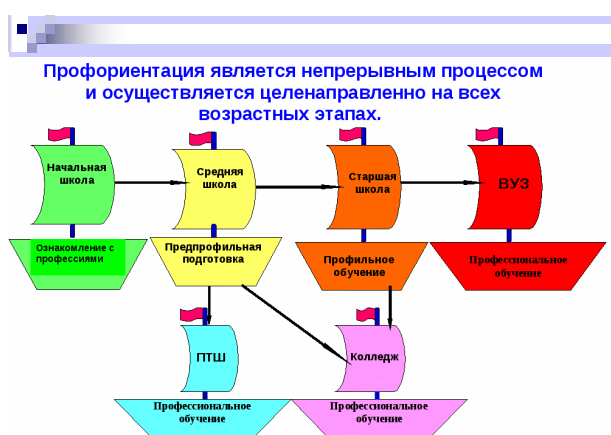 Профориентация является непрерывным процессом
и осуществляется целенаправленно на всех
возрастных этапах.
Начальная
школа
Средняя
школа
Старшая
школа
ВУЗ
Ознакомление с
профессиями
Предпрофильная
подготовка
Профильное
обучение
Профессиональное
обучение
ПТШ
Колледж
Профессиональное
обучение
Профессиональное
обучение